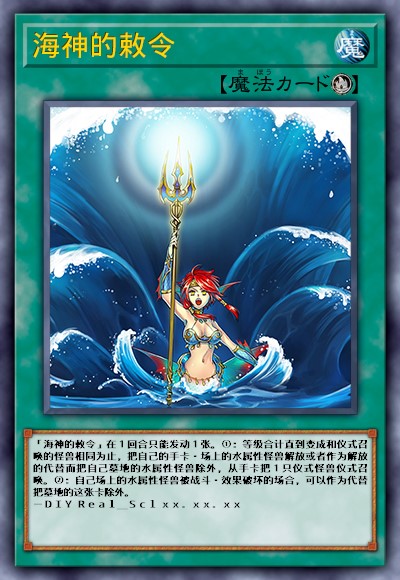 海神的敕令
魔
まほう
【魔法カード】
「海神的敕令」在1回合只能发动1张。①：等级合计直到变成和仪式召
唤的怪兽相同为止，把自己的手卡·场上的水属性怪兽解放或者作为解放
的代替而把自己墓地的水属性怪兽除外，从手卡把1只仪式怪兽仪式召
唤。②：自己场上的水属性怪兽被战斗·效果破坏的场合，可以作为代替
把墓地的这张卡除外。
－DIYReal_Scl xx. xx. xx